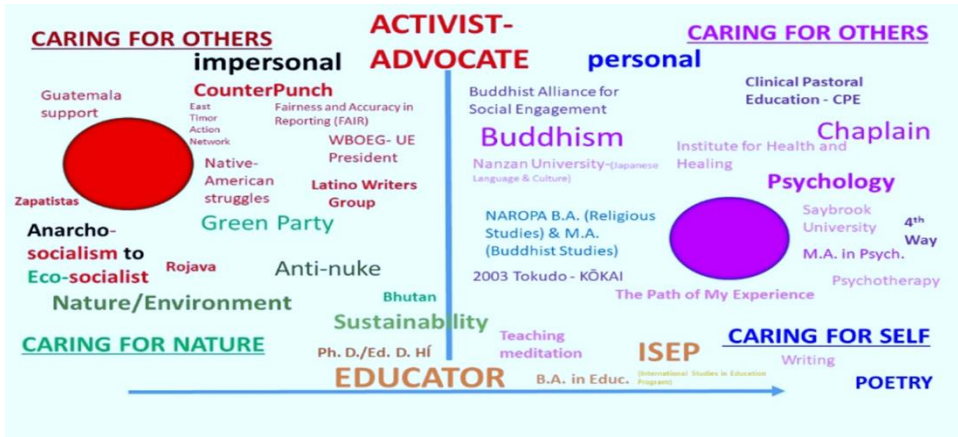 ACTIVIST-
ADVOCATE
CARING FOR OTHERS
impersonal
CounterPunch
Guatemala
support
East
Timor
Action
Network
Fairness and Accuracy in
Reporting (FAIR)
WBOEG- UE
President
Native-
American
struggles
Latino Writers
Group
Zapatistas
Green Party
Anarcho-
socialism to
Eco-socialist
Rojava
Anti-nuke
Nature/Environment
Bhutan
Sustainability
CARING FOR NATURE
Ph. D./Ed. D. HÍ
EDUCATOR
CARING FOR OTHERS
personal
Buddhist Alliance for
Social Engagement
Clinical Pastoral
Education - CPE
Buddhism
Chaplain
Institute for Health and
Healing
Nanzan University-(Japanese
Language & Culture)
Psychology
NAROPA B.A. (Religious
Studies) & M.A.
(Buddhist Studies)
Saybrook
University
4th
Way
M.A. in Psych.
2003 Tokudo - KŌKAI
Psychotherapy
The Path of My Experience
Teaching
meditation
ISEP
(International Studies in Education
Program)
B.A. in Educ.
CARING FOR SELF
Writing
POETRY